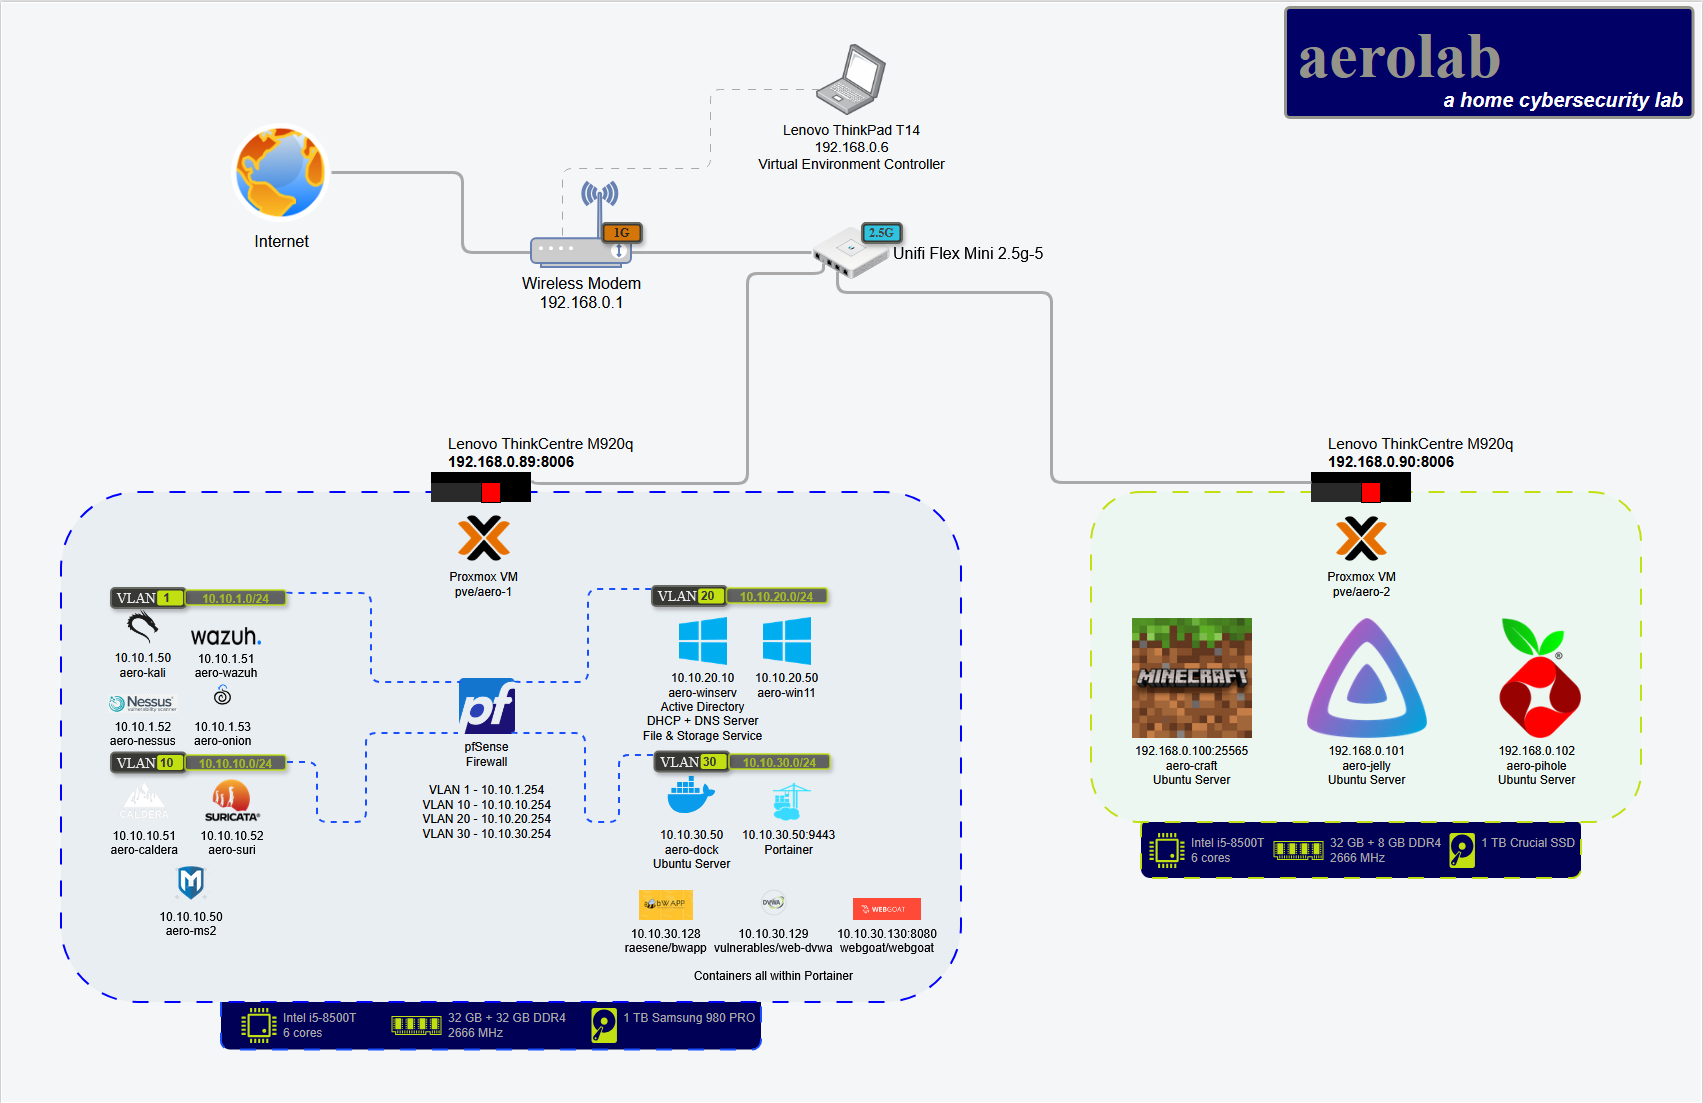 aerolab
a home cybersecurity lab
Lenovo ThinkPad T14
192.168.0.6
Virtual Environment Controller
Internet
1G
Wireless Modem
192.168.0.1
2.5G
Unifi Flex Mini 2.5g-5
Lenovo ThinkCentre M920q
192.168.0.89:8006
Proxmox VM
pve/aero-1
VLAN 1 10.10.1.0/24
10.10.1.50
aero-kali
wazuh.
10.10.1.51
aero-wazuh
Nessus
vulnerability scanner
10.10.1.52
aero-nessus
10.10.1.53
aero-onion
VLAN 10 10.10.10.0/24
CALDERA
10.10.10.51
aero-caldera
SURICATA
10.10.10.52
aero-suri
M
10.10.10.50
aero-ms2
pf
pfSense
Firewall
VLAN 1 - 10.10.1.254
VLAN 10 - 10.10.10.254
VLAN 20 - 10.10.20.254
VLAN 30 - 10.10.30.254
VLAN 20 10.10.20.0/24
10.10.20.10
aero-winserv
Active Directory
DHCP + DNS Server
File & Storage Service
10.10.20.50
aero-win11
VLAN 30 10.10.30.0/24
10.10.30.50
aero-dock
Ubuntu Server
10.10.30.50:9443
Portainer
bWAPP
10.10.30.128
raesene/bwapp
DVWA
10.10.30.129
vulnerables/web-dvwa
WEBGOAT
10.10.30.130:8080
webgoat/webgoat
Containers all within Portainer
Intel i5-8500T
6 cores
32 GB + 32 GB DDR4
2666 MHz
1 TB Samsung 980 PRO
Lenovo ThinkCentre M920q
192.168.0.90:8006
Proxmox VM
pve/aero-2
MINECRAFT
192.168.0.100:25565
aero-craft
Ubuntu Server
192.168.0.101
aero-jelly
Ubuntu Server
®
192.168.0.102
aero-pihole
Ubuntu Server
Intel i5-8500T
6 cores
32 GB + 8 GB DDR4
2666 MHz
1 TB Crucial SSD